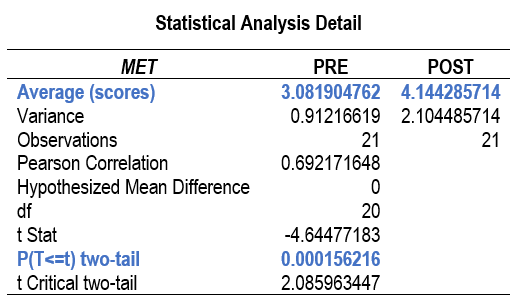 Statistical Analysis Detail
MET PRE POST
Average (scores) 3.081904762 4.144285714
Variance 0.91216619 2.104485714
Observations 21 21
Pearson Correlation 0.692171648
Hypothesized Mean Difference 0
df 20
t Stat -4.64477183
P(T<=t) two-tail 0.000156216
t Critical two-tail 2.085963447